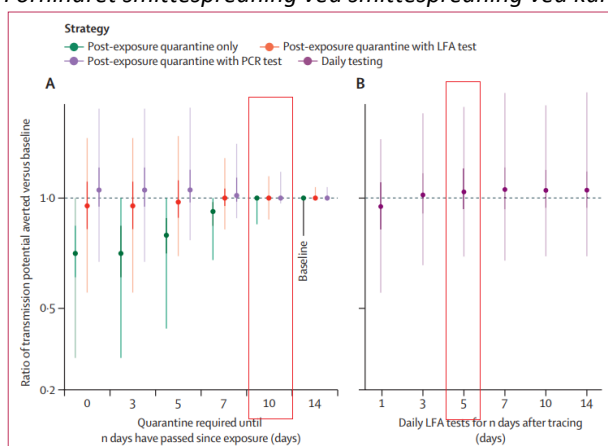 Strategy
Post-exposure quarantine only Post-exposure quarantine with LFA test
Post-exposure quarantine with PCR test Daily testing
A
B
Ratio of transmission potential averted versus baseline
1·0
0·5
0·2
Baseline
0 3 5 7 10 14
Quarantine required until
n days have passed since exposure (days)
1 3 5 7 10 14
Daily LFA tests for n days after tracing
(days)